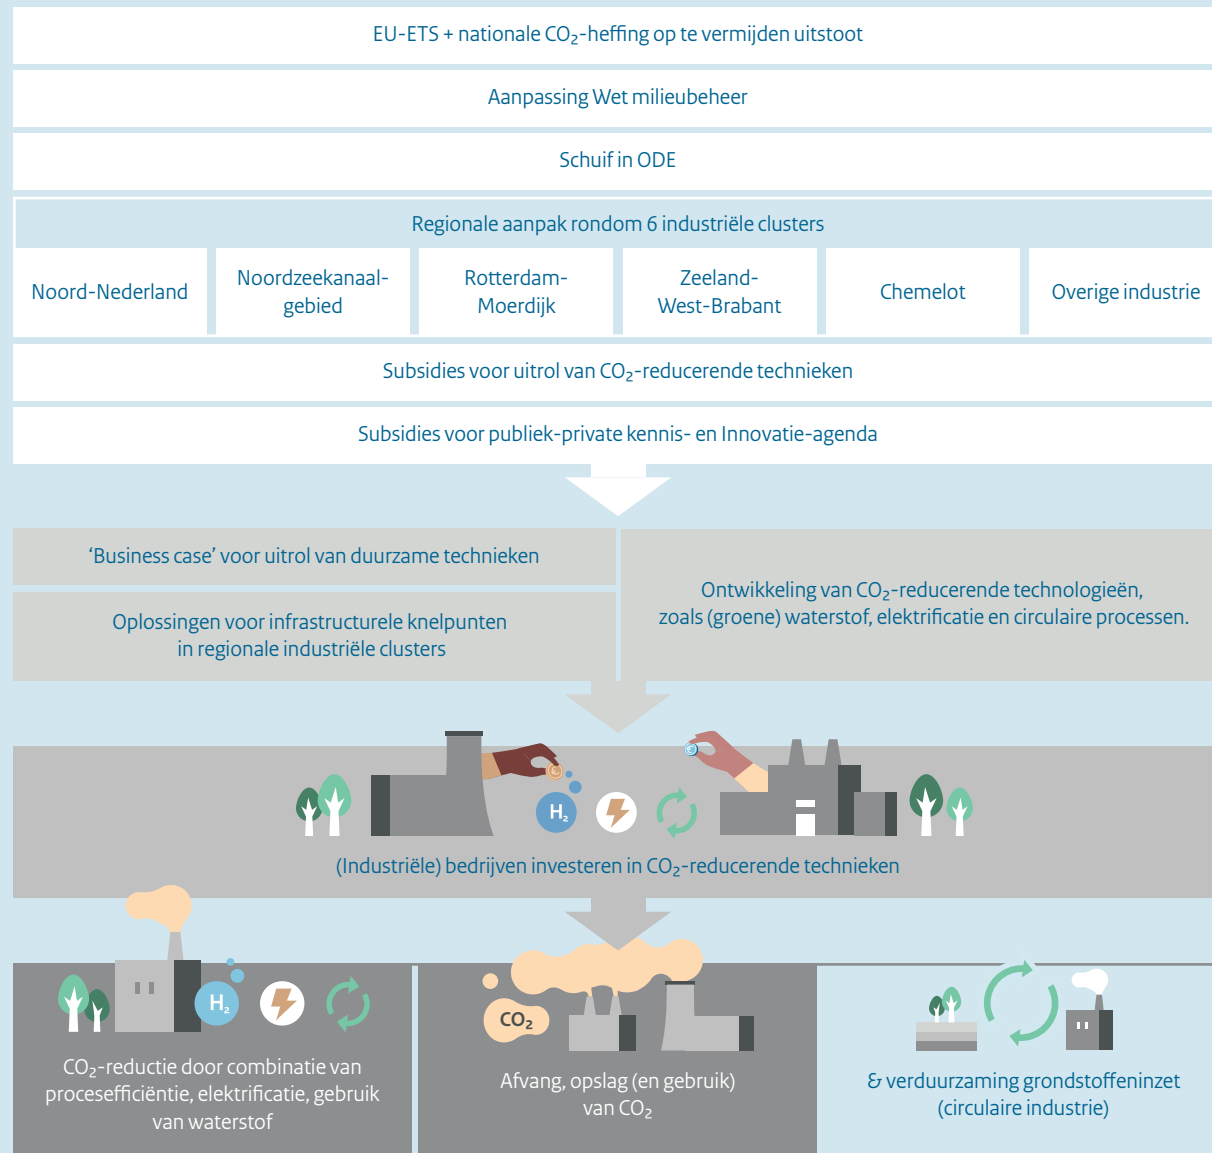 EU-ETS + nationale CO₂-heffing op te vermijden uitstoot
Aanpassing Wet milieubeheer
Schuif in ODE
Regionale aanpak rondom 6 industriële clusters
Noord-Nederland
Noordzeekanaal-
gebied
Rotterdam-
Moerdijk
Zeeland-
West-Brabant
Chemelot
Overige industrie
Subsidies voor uitrol van CO₂-reducerende technieken
Subsidies voor publiek-private kennis- en Innovatie-agenda
‘Business case’ voor uitrol van duurzame technieken
Oplossingen voor infrastructurele knelpunten
in regionale industriële clusters
Ontwikkeling van CO₂-reducerende technologieën,
zoals (groene) waterstof, elektrificatie en circulaire processen.
H₂
(Industriële) bedrijven investeren in CO₂-reducerende technieken
H₂
CO₂-reductie door combinatie van
procesefficiëntie, elektrificatie, gebruik
van waterstof
CO₂
Afvang, opslag (en gebruik)
van CO₂
& verduurzaming grondstoffeninzet
(circulaire industrie)